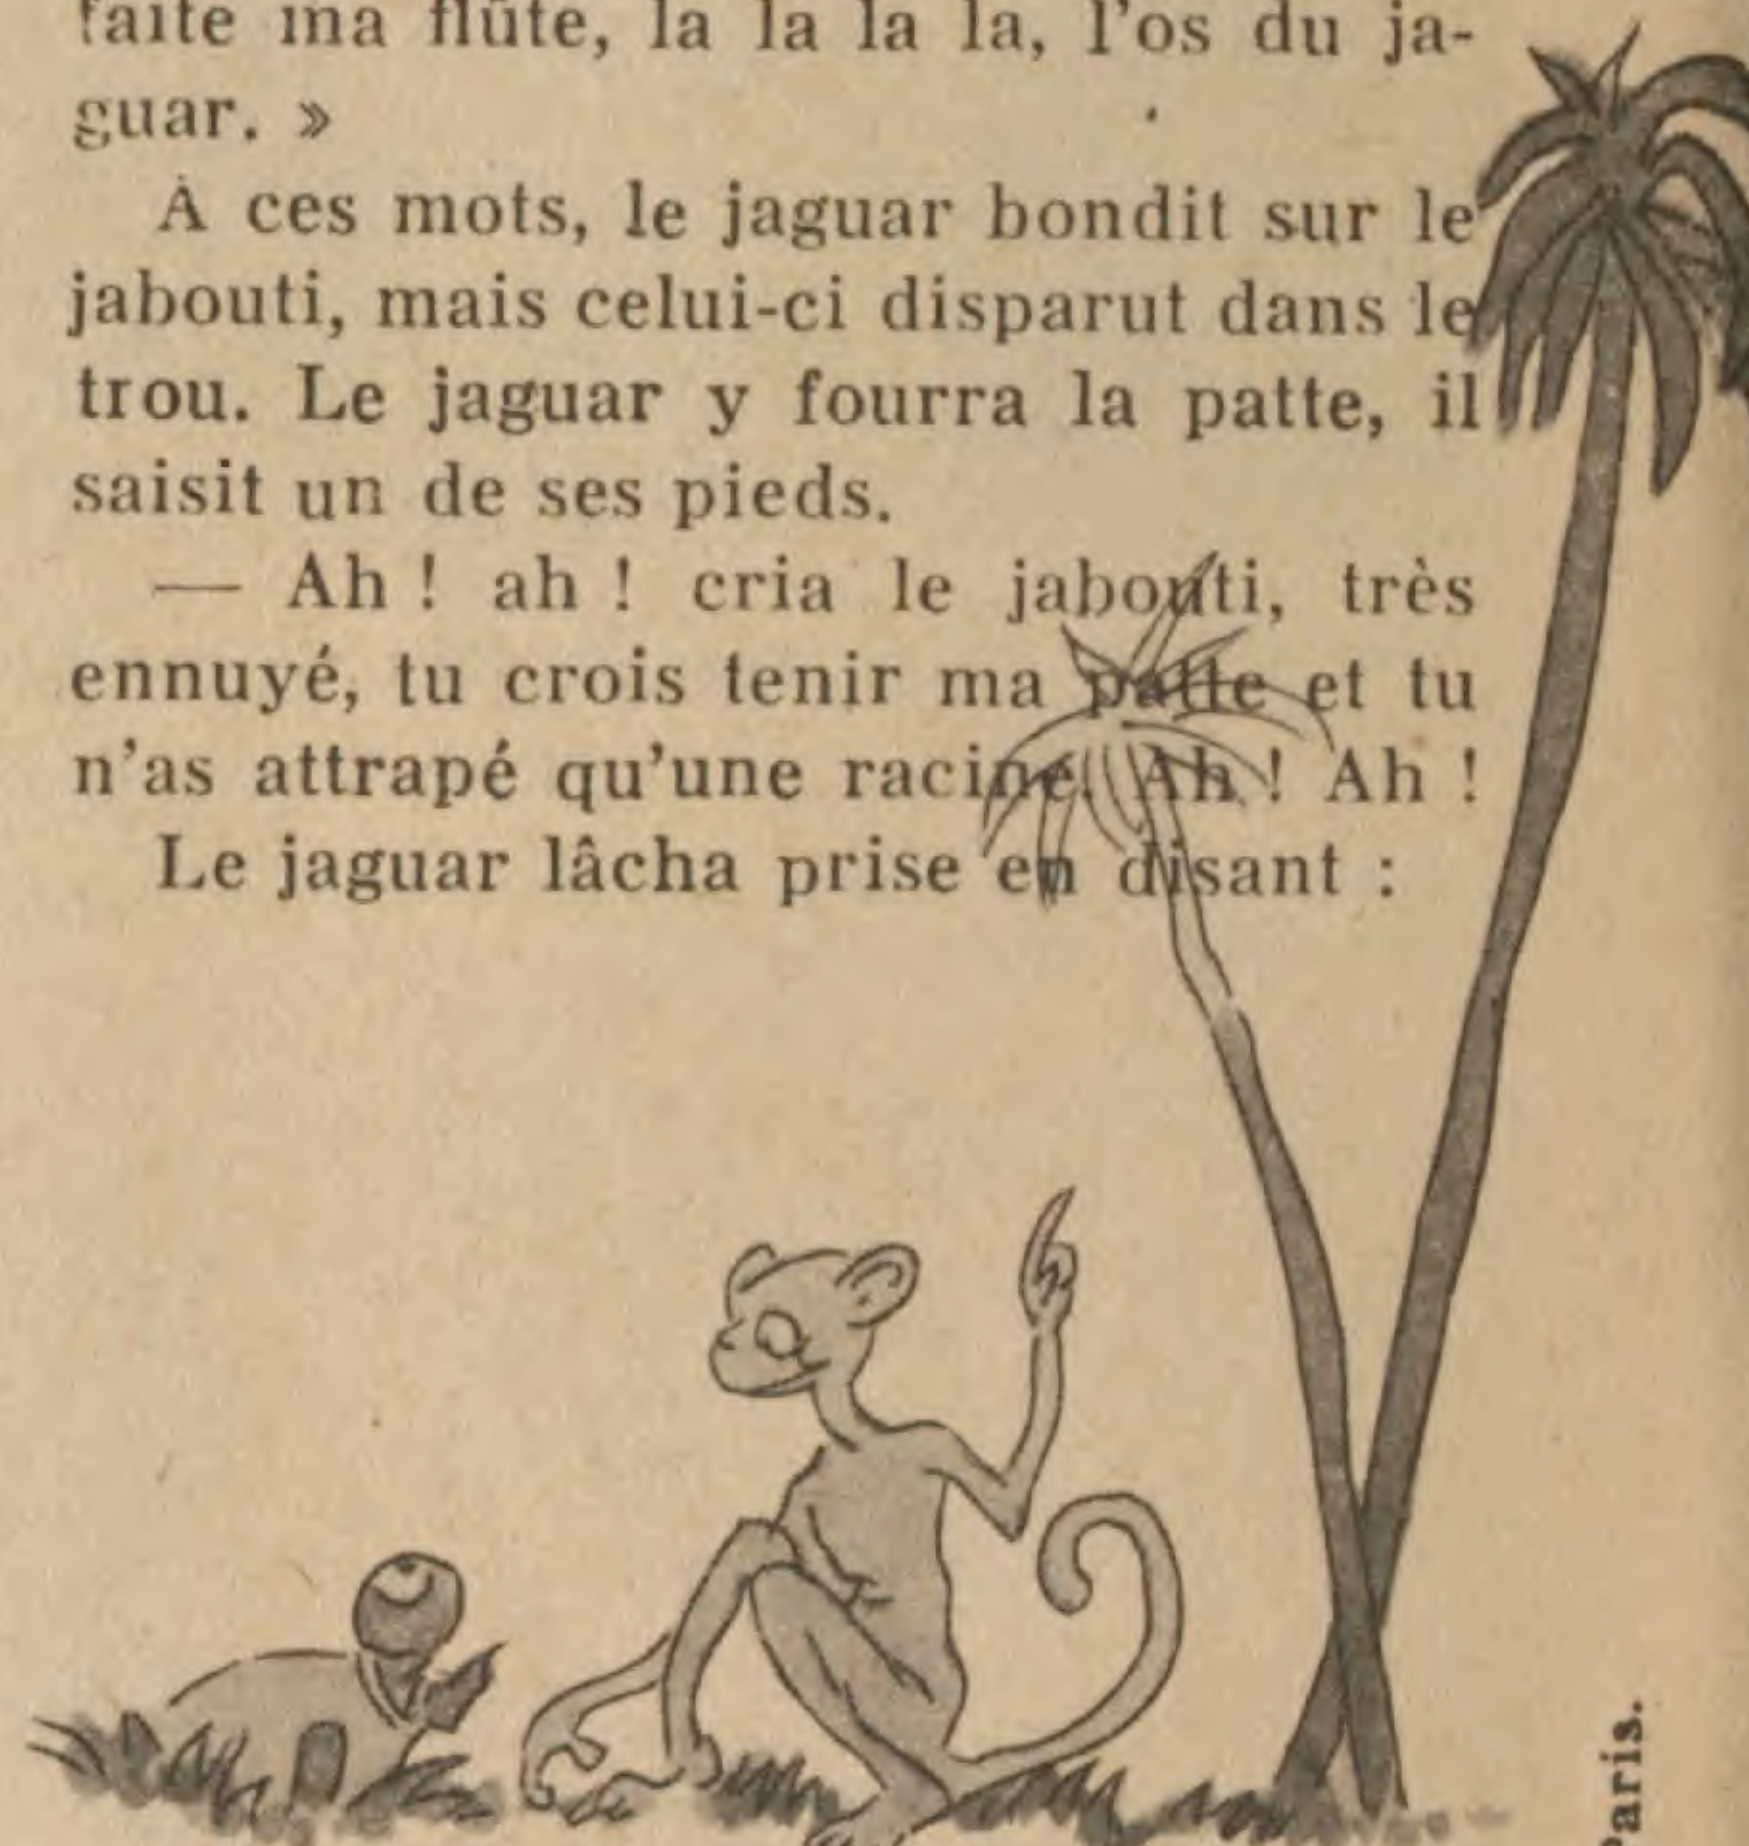 faite ma flûte, la la la la, l'os du ja-
guar. »
À ces mots, le jaguar bondit sur le
jabouti, mais celui-ci disparut dans le
trou. Le jaguar y fourra la patte, il
saisit un de ses pieds.
— Ah ! ah ! cria le jabouti, très
ennuyé, tu crois tenir ma patte et tu
n'as attrapé qu'une racine. Ah ! Ah !
Le jaguar lâcha prise en disant :
aris.